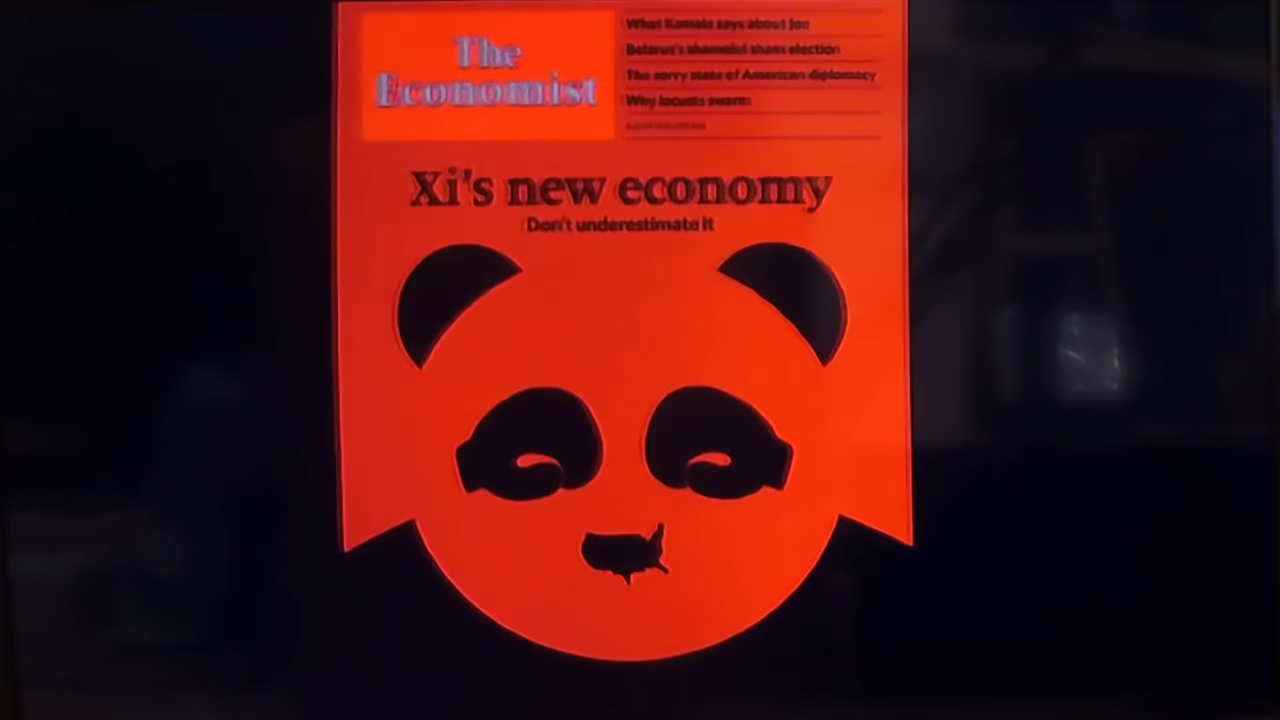 The
Economist
What Kamala says about Joe
Belarus's shameful sham election
The sorry state of American diplomacy
Why locusts swarm
Xi's new economy
Don't underestimate it